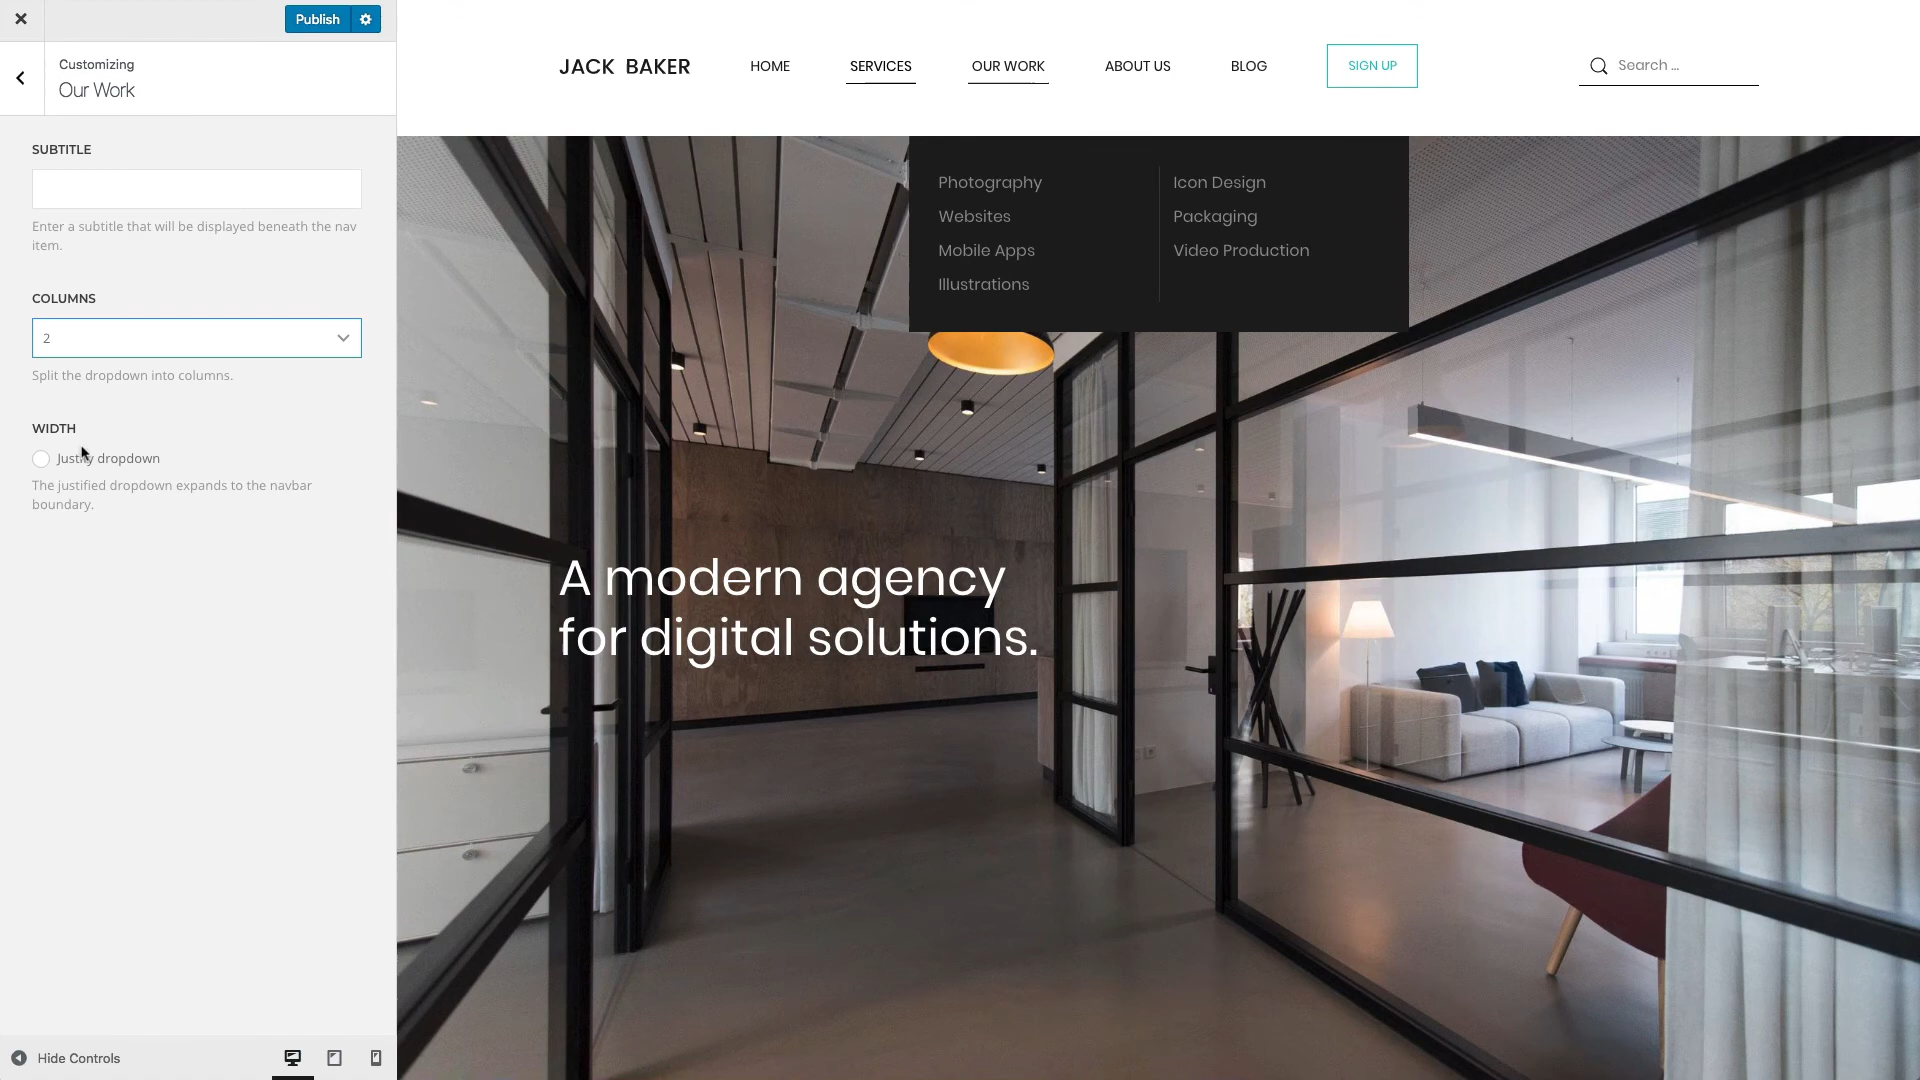 Publish
Customizing
Our Work
SUBTITLE
Enter a subtitle that will be displayed beneath the nav
item.
COLUMNS
2
Split the dropdown into columns.
WIDTH
Justify dropdown
The justified dropdown expands to the navbar
boundary.
Hide Controls
JACK BAKER
HOME
SERVICES
OUR WORK
ABOUT US
BLOG
SIGN UP
Search ...
Photography
Websites
Mobile Apps
Illustrations
Icon Design
Packaging
Video Production
A modern agency
for digital solutions.